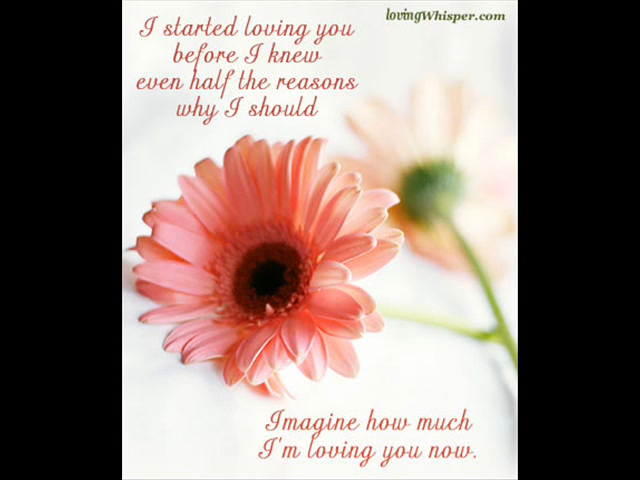 lovingWhisper.com
I started loving you
before I knew
even half the reasons
why I should
Imagine how much
I'm loving you now.